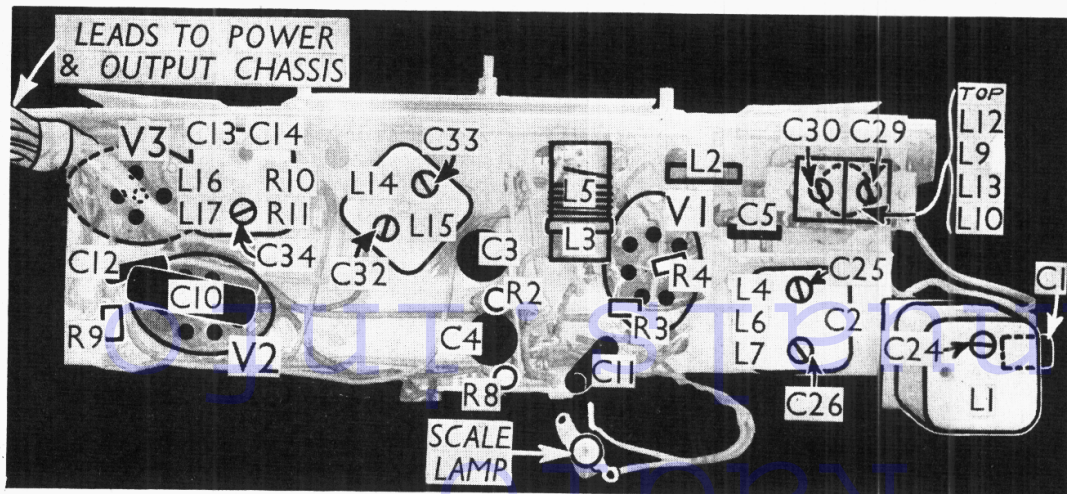 LEADS TO POWER
& OUTPUT CHASSIS
TOP
L12
L9
L13
L10
C13-C14
V3
L16
R10
L17
R11
C34
C33
L14
L15
C32
L5
L3
L2
V1
C5
C30
C29
C12
C10
R9
V2
C3
R2
C4
R8
R4
R3
C11
L4
C25
L6
C2
L7
C26
C1
C24
L1
SCALE
LAMP